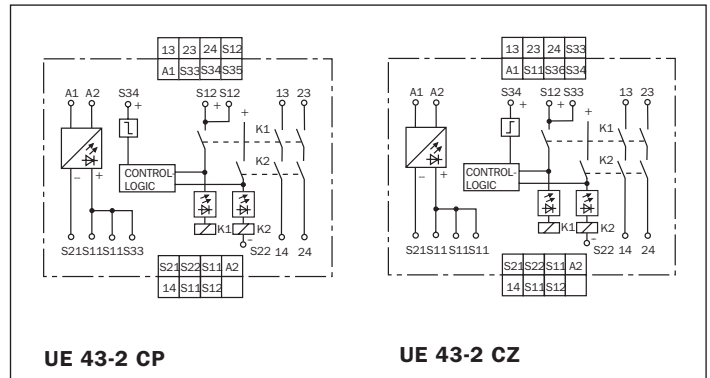 13 23 24 S12
A1 S33 S34 S35
A1 A2 S34 S12 S12 13 23
+ +
+
K1
K2
CONTROL-
LOGIC
− +
K1 K2
−
S21 S11 S11 S33 S22 14 24
S21 S22 S11 A2
14 S11 S12
UE 43-2 CP
13 23 24 S33
A1 S11 S36 S34
A1 A2 S34 S12 S33 13 23
+ +
+
K1
K2
CONTROL-
LOGIC
− +
K1 K2
−
S21 S11 S11 S11 S22 14 24
S21 S22 S11 A2
14 S11 S12
UE 43-2 CZ